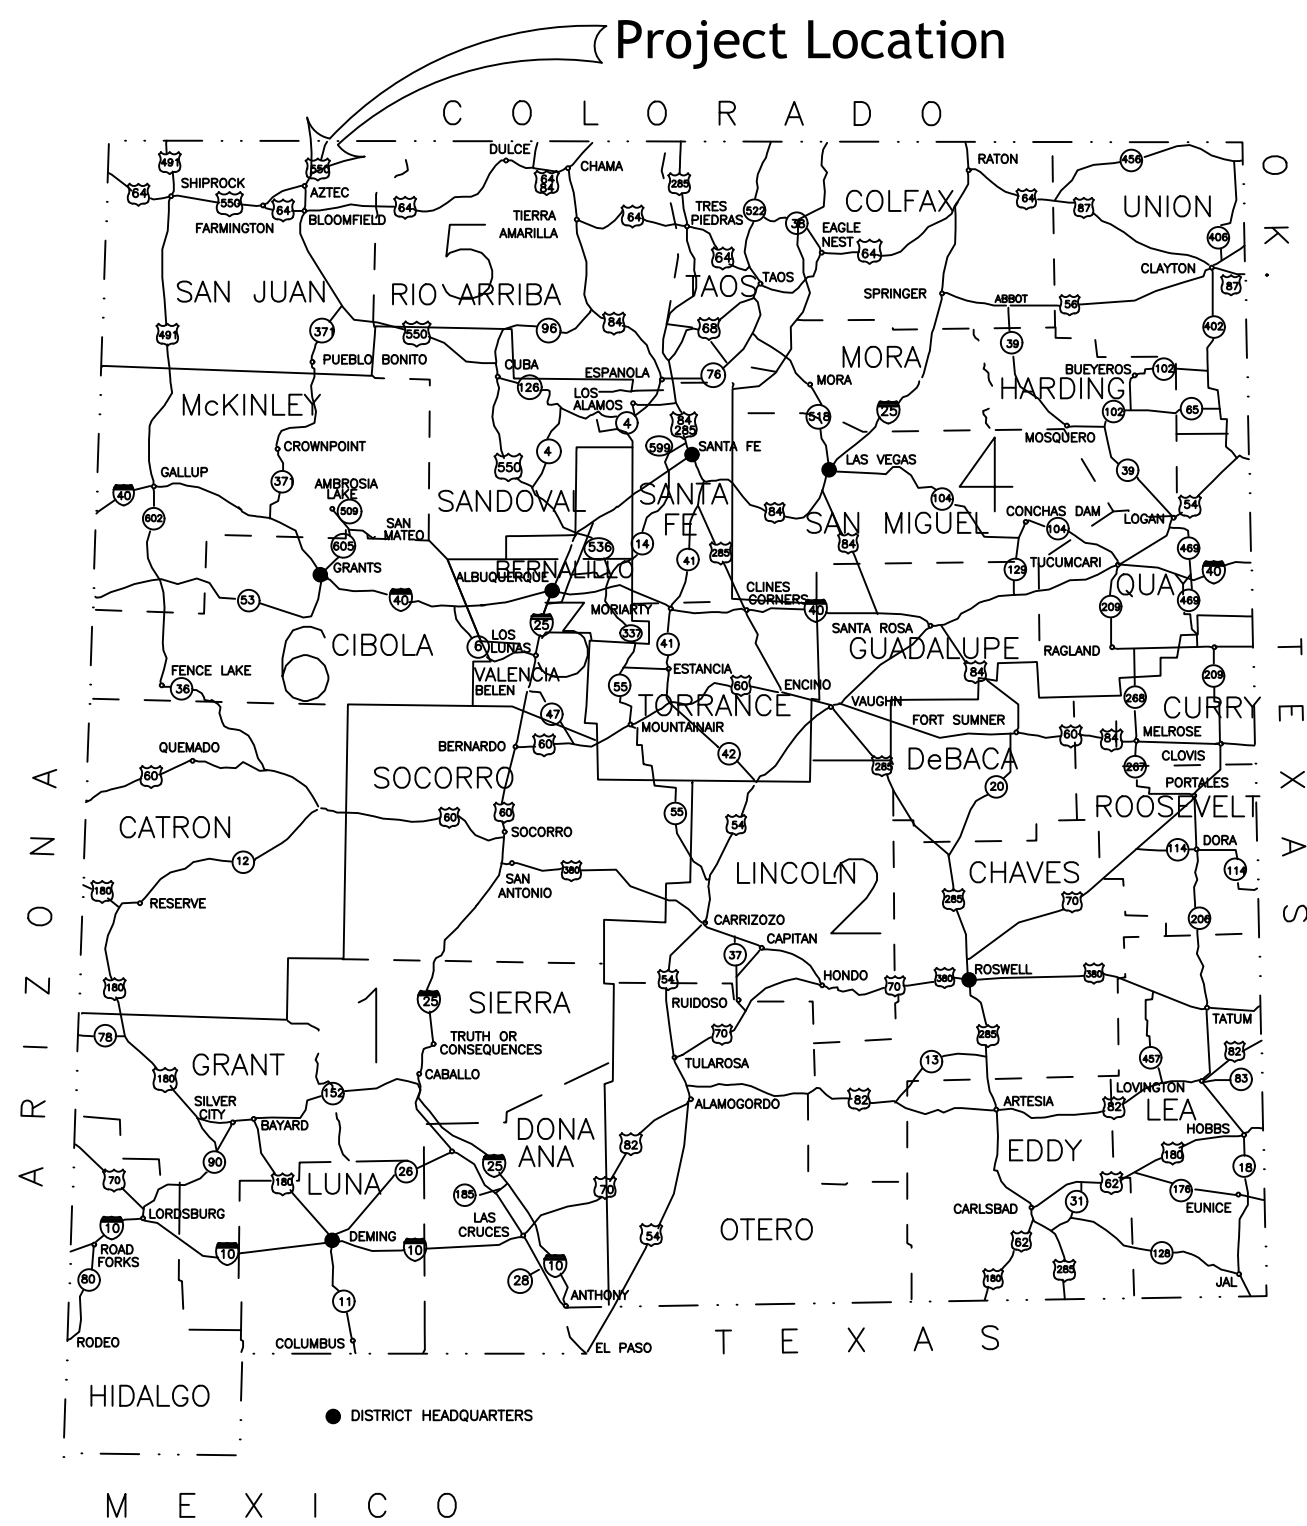 Project Location
COLORADO
DULCE
CHAMA
RATON
456
491
550
64
84
285
SHIPROCK
AZTEC
64
550
64
64
BLOOMFIELD
FARMINGTON
TIERRA
AMARILLA
64
TRES
PIEDRAS
522
38
EAGLE
NEST
COLFAX
64
87
UNION
OK.
5
64
64
406
CLAYTON
87
SAN JUAN
RIO ARRIBA
TAOS
TAOS
SPRINGER
ABBOT
56
491
371
550
96
84
68
402
39
PUEBLO BONITO
CUBA
126
ESPANOLA
76
MORA
MORA
BUEYEROS
102
HARDING
McKINLEY
LOS
ALAMOS
4
84
285
518
25
102
65
MOSQUERO
CROWNPOINT
4
599
SANTA FE
4
GALLUP
40
371
AMBROSIA
LAKE
509
550
LAS VEGAS
39
104
54
602
SAN
MATEO
SANDOVAL
SANTA
FE
84
SAN MIGUEL
CONCHAS DAM
104
LOGAN
605
536
14
41
285
84
469
GRANTS
BERNALILLO
ALBUQUERQUE
129
TUCUMCARI
40
QUAY
53
40
CLINES
CORNERS
40
209
469
MORIARTY
25
337
SANTA ROSA
3
6
CIBOLA
6
LOS
LUNAS
41
GUADALUPE
RAGLAND
TEXAS
FENCE LAKE
36
VALENCIA
BELEN
55
ESTANCIA
60
ENCINO
84
268
209
TORRANCE
VAUGHN
CURRY
47
MOUNTAINAIR
FORT SUMNER
QUEMADO
BERNARDO
60
42
60
84
MELROSE
CLOVIS
60
SOCORRO
285
DeBACA
20
267
PORTALES
ARIZONA
CATRON
60
60
55
54
ROOSEVELT
SOCORRO
DORA
12
114
114
SAN
ANTONIO
380
LINCOLN
2
CHAVES
180
RESERVE
285
70
206
CARRIZOZO
CAPITAN
37
ROSWELL
180
54
HONDO
70
380
380
25
1
SIERRA
RUIDOSO
TATUM
78
TRUTH OR
CONSEQUENCES
70
285
82
GRANT
TULAROSA
13
457
83
180
CABALLO
152
LOVINGTON
SILVER
CITY
ALAMOGORDO
82
ARTESIA
82
LEA
BAYARD
DONA
ANA
82
HOBBS
90
25
EDDY
180
18
26
70
180
LUNA
185
70
62
176
31
LORDSBURG
LAS
CRUCES
CARLSBAD
EUNICE
10
DEMING
OTERO
54
62
10
10
128
ROAD
FORKS
10
285
80
28
180
JAL
11
ANTHONY
RODEO
COLUMBUS
EL PASO
TEXAS
HIDALGO
DISTRICT HEADQUARTERS
MEXICO